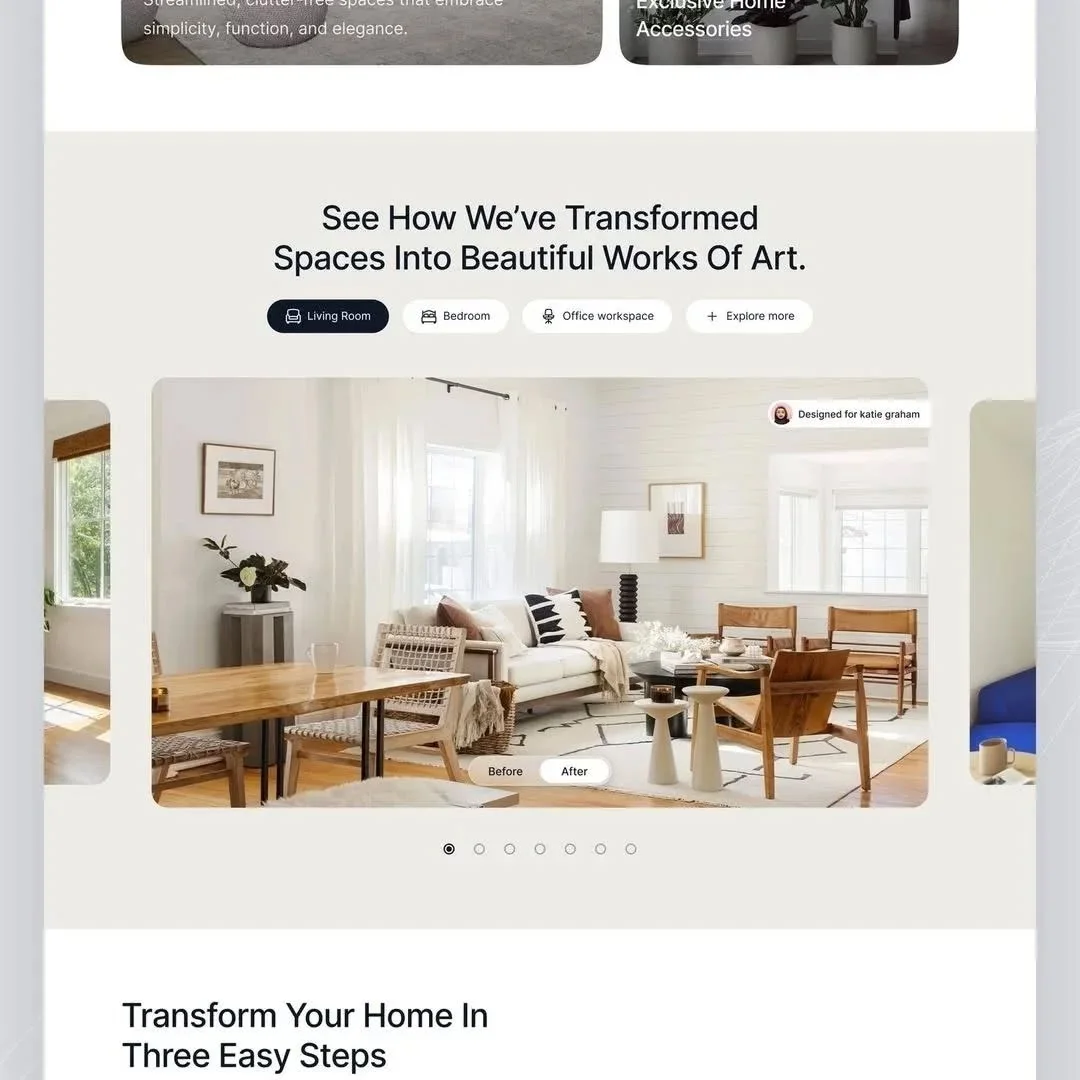 Streamlined, clutter-free spaces that embrace
simplicity, function, and elegance.
Exclusive Home
Accessories
See How We’ve Transformed
Spaces Into Beautiful Works Of Art.
Living Room
Bedroom
Office workspace
Explore more
Designed for katie graham
Before
After
Transform Your Home In
Three Easy Steps